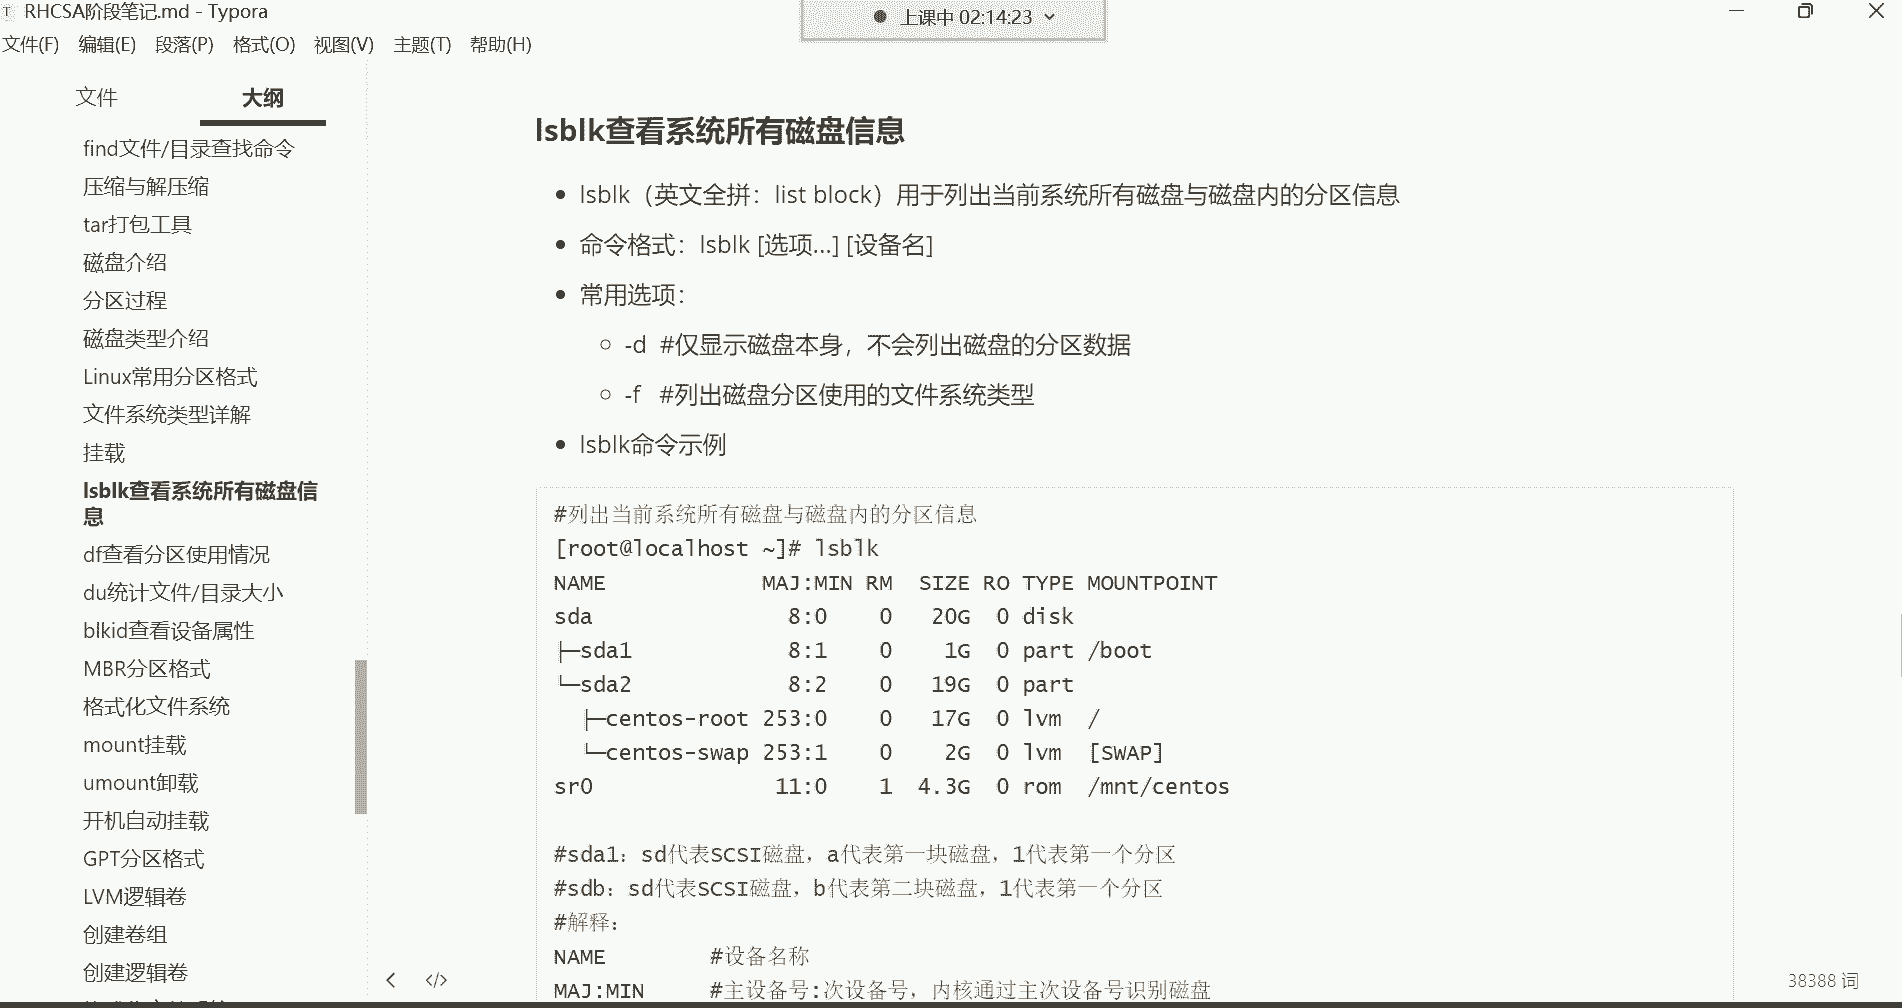 RHCSA阶段笔记.md - Typora
上课中 02:14:23
文件(F) 编辑(E) 段落(P) 格式(O) 视图(V) 主题(T) 帮助(H)
文件 大纲
find文件/目录查找命令
压缩与解压缩
tar打包工具
磁盘介绍
分区过程
磁盘类型介绍
Linux常用分区格式
文件系统类型详解
挂载
lsblk查看系统所有磁盘信
息
df查看分区使用情况
du统计文件/目录大小
blkid查看设备属性
MBR分区格式
格式化文件系统
mount挂载
umount卸载
开机自动挂载
GPT分区格式
LVM逻辑卷
创建卷组
创建逻辑卷
lsblk查看系统所有磁盘信息
lsblk（英文全拼：list block）用于列出当前系统所有磁盘与磁盘内的分区信息
命令格式：lsblk [选项...] [设备名]
常用选项：
-d #仅显示磁盘本身，不会列出磁盘的分区数据
-f #列出磁盘分区使用的文件系统类型
lsblk命令示例
#列出当前系统所有磁盘与磁盘内的分区信息
[root@localhost ~]# lsblk
NAME MAJ:MIN RM SIZE RO TYPE MOUNTPOINT
sda 8:0 0 20G 0 disk
├─sda1 8:1 0 1G 0 part /boot
└─sda2 8:2 0 19G 0 part
├─centos-root 253:0 0 17G 0 lvm /
└─centos-swap 253:1 0 2G 0 lvm [SWAP]
sr0 11:0 1 4.3G 0 rom /mnt/centos
#sda1：sd代表SCSI磁盘，a代表第一块磁盘，1代表第一个分区
#sdb：sd代表SCSI磁盘，b代表第二块磁盘，1代表第一个分区
#解释：
NAME #设备名称
MAJ:MIN #主设备号:次设备号，内核通过主次设备号识别磁盘
</> 38388 词